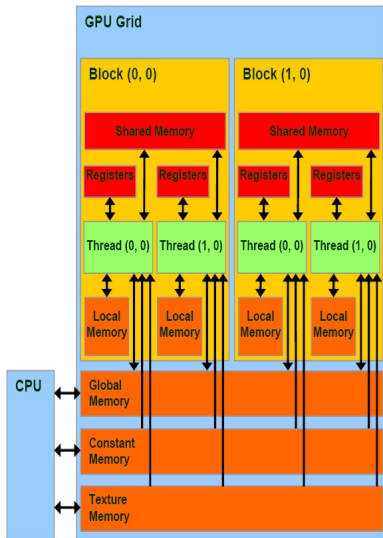 GPU Grid
Block (0, 0)
Block (1, 0)
Shared Memory
Shared Memory
Registers
Registers
Registers
Registers
Thread (0, 0)
Thread (1, 0)
Thread (0, 0)
Thread (1, 0)
Local
Memory
Local
Memory
Local
Memory
Local
Memory
CPU
Global
Memory
Constant
Memory
Texture
Memory